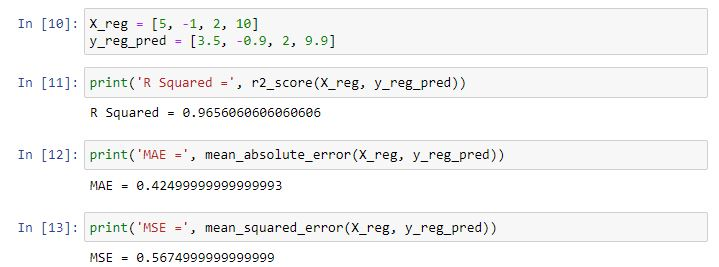 In [10]: X_reg = [5, -1, 2, 10]
y_reg_pred = [3.5, -0.9, 2, 9.9]
In [11]: print('R Squared =', r2_score(X_reg, y_reg_pred))
R Squared = 0.9656060606060606
In [12]: print('MAE =', mean_absolute_error(X_reg, y_reg_pred))
MAE = 0.42499999999999993
In [13]: print('MSE =', mean_squared_error(X_reg, y_reg_pred))
MSE = 0.5674999999999999